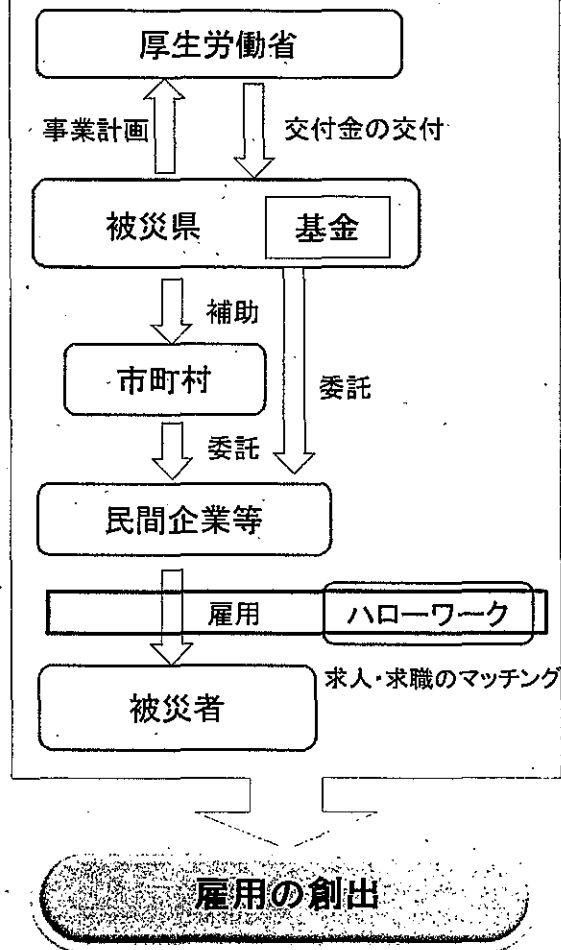 厚生労働省
事業計画
交付金の交付
被災県
基金
補助
市町村
委託
委託
民間企業等
雇用
ハローワーク
求人・求職のマッチング
被災者
雇用の創出